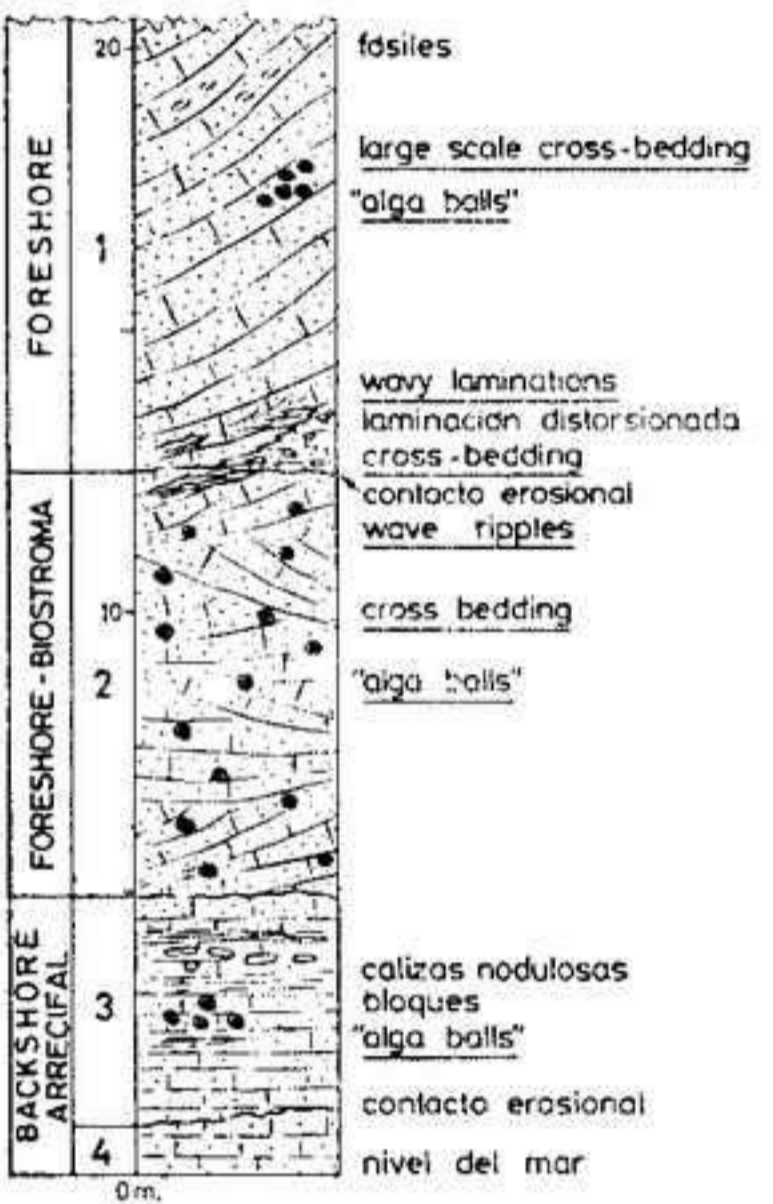 20
fósiles
large scale cross-bedding
"alga balls"
FORESHORE
1
wavy laminations
laminación distorsionada
cross-bedding
contacto erosional
wave ripples
10
cross bedding
FORESHORE-BIOSTROMA
2
"alga balls"
BACKSHORE
ARRECIFAL
3
calizas nodulosas
bloques
"alga balls"
contacto erosional
4
nivel del mar
0 m.